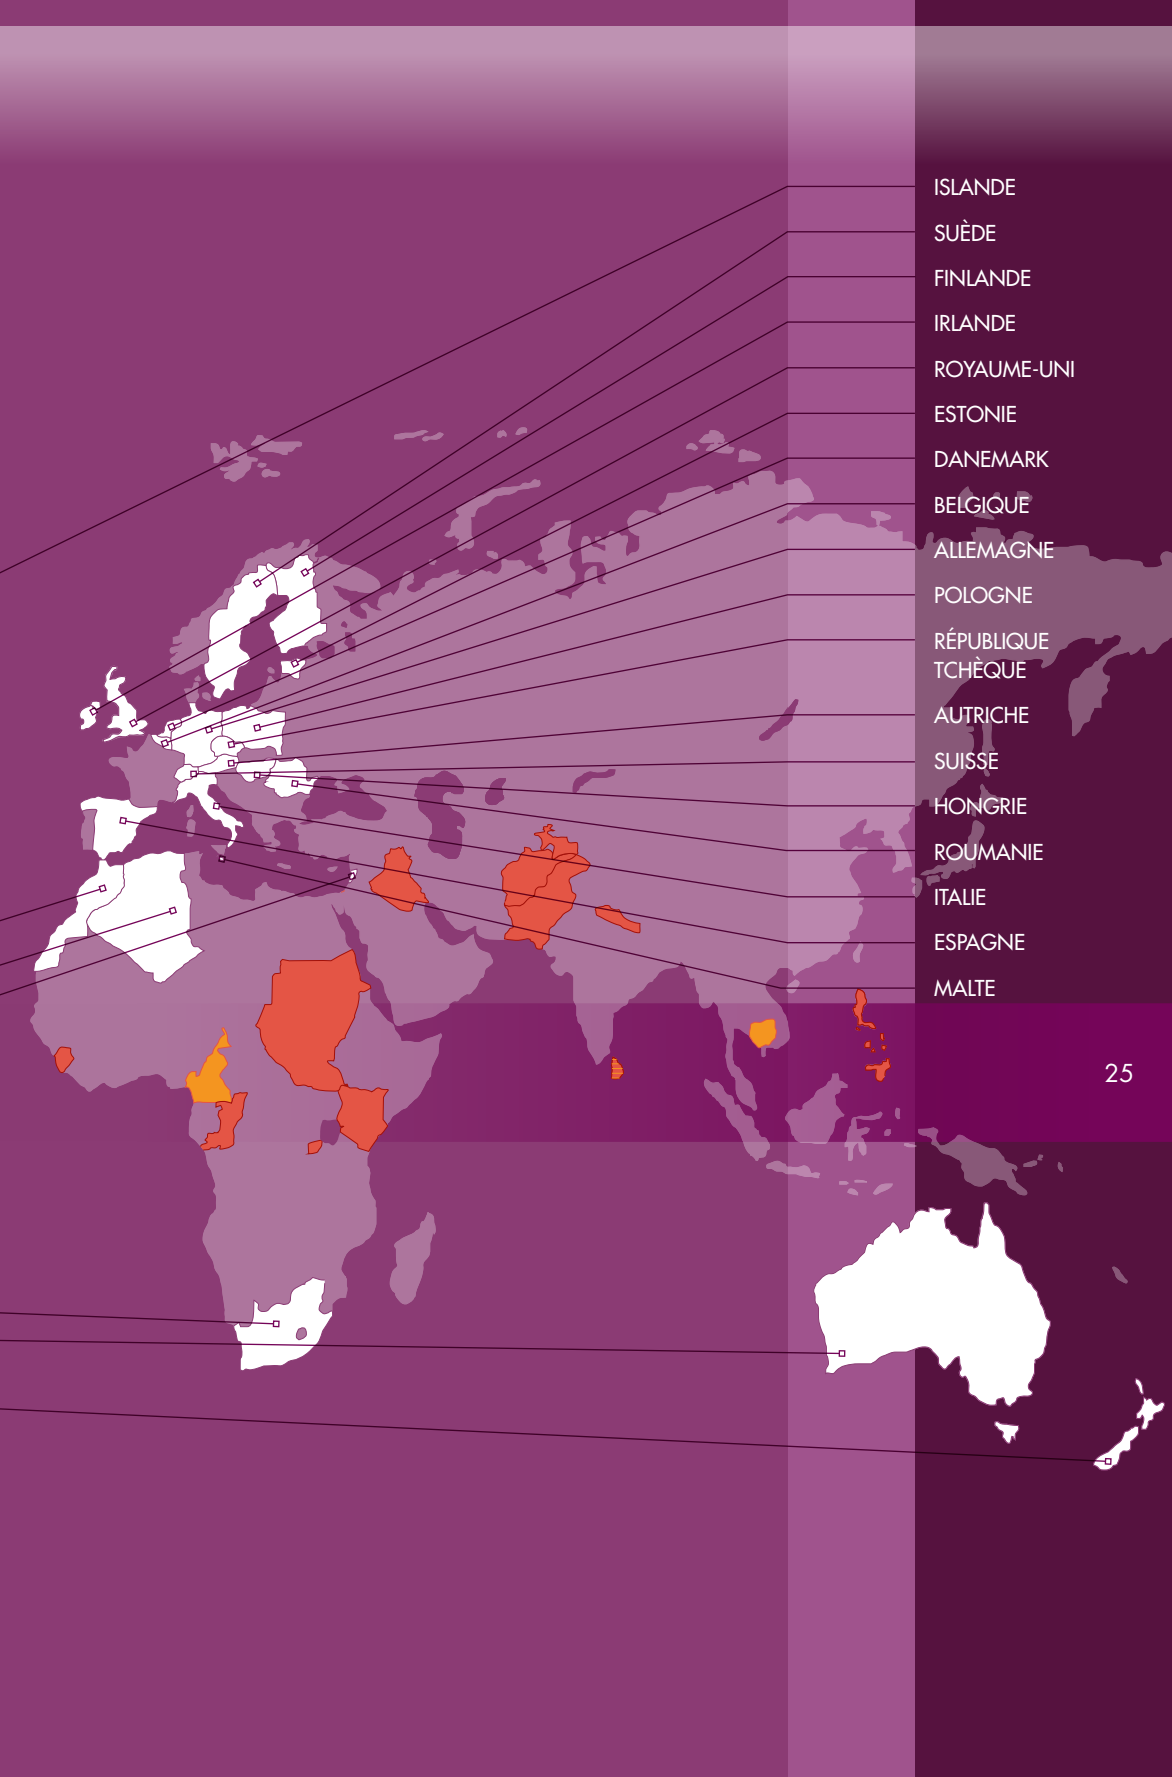 ISLANDE
SUÈDE
FINLANDE
IRLANDE
ROYAUME-UNI
ESTONIE
DANEMARK
BELGIQUE
ALLEMAGNE
POLOGNE
RÉPUBLIQUE
TCHÈQUE
AUTRICHE
SUISSE
HONGRIE
ROUMANIE
ITALIE
ESPAGNE
MALTE
25